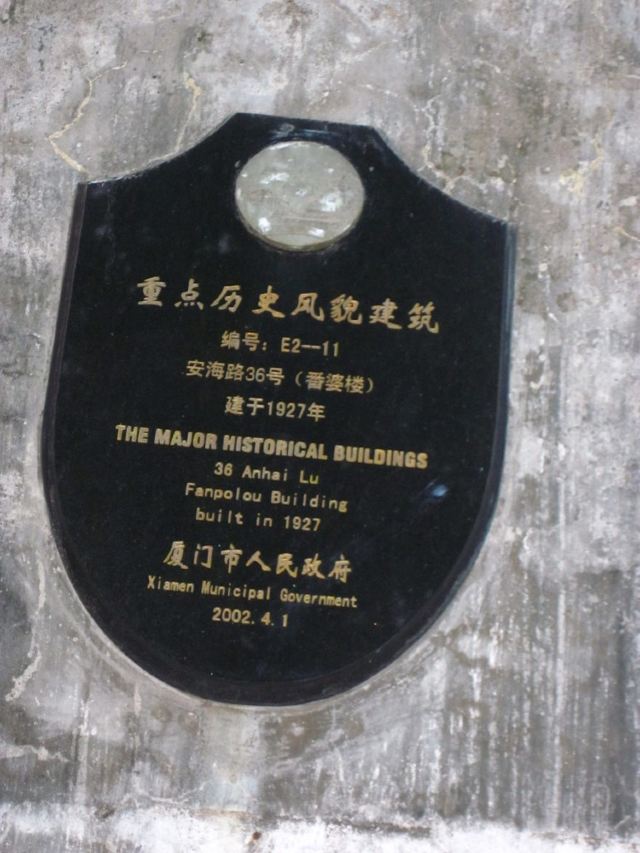 重点历史风貌建筑
编号：E2--11
安海路36号（番婆楼）
建于1927年
THE MAJOR HISTORICAL BUILDINGS
36 Anhai Lu
Fanpolou Building
built in 1927
厦门市人民政府
Xiamen Municipal Government
2002.4.1